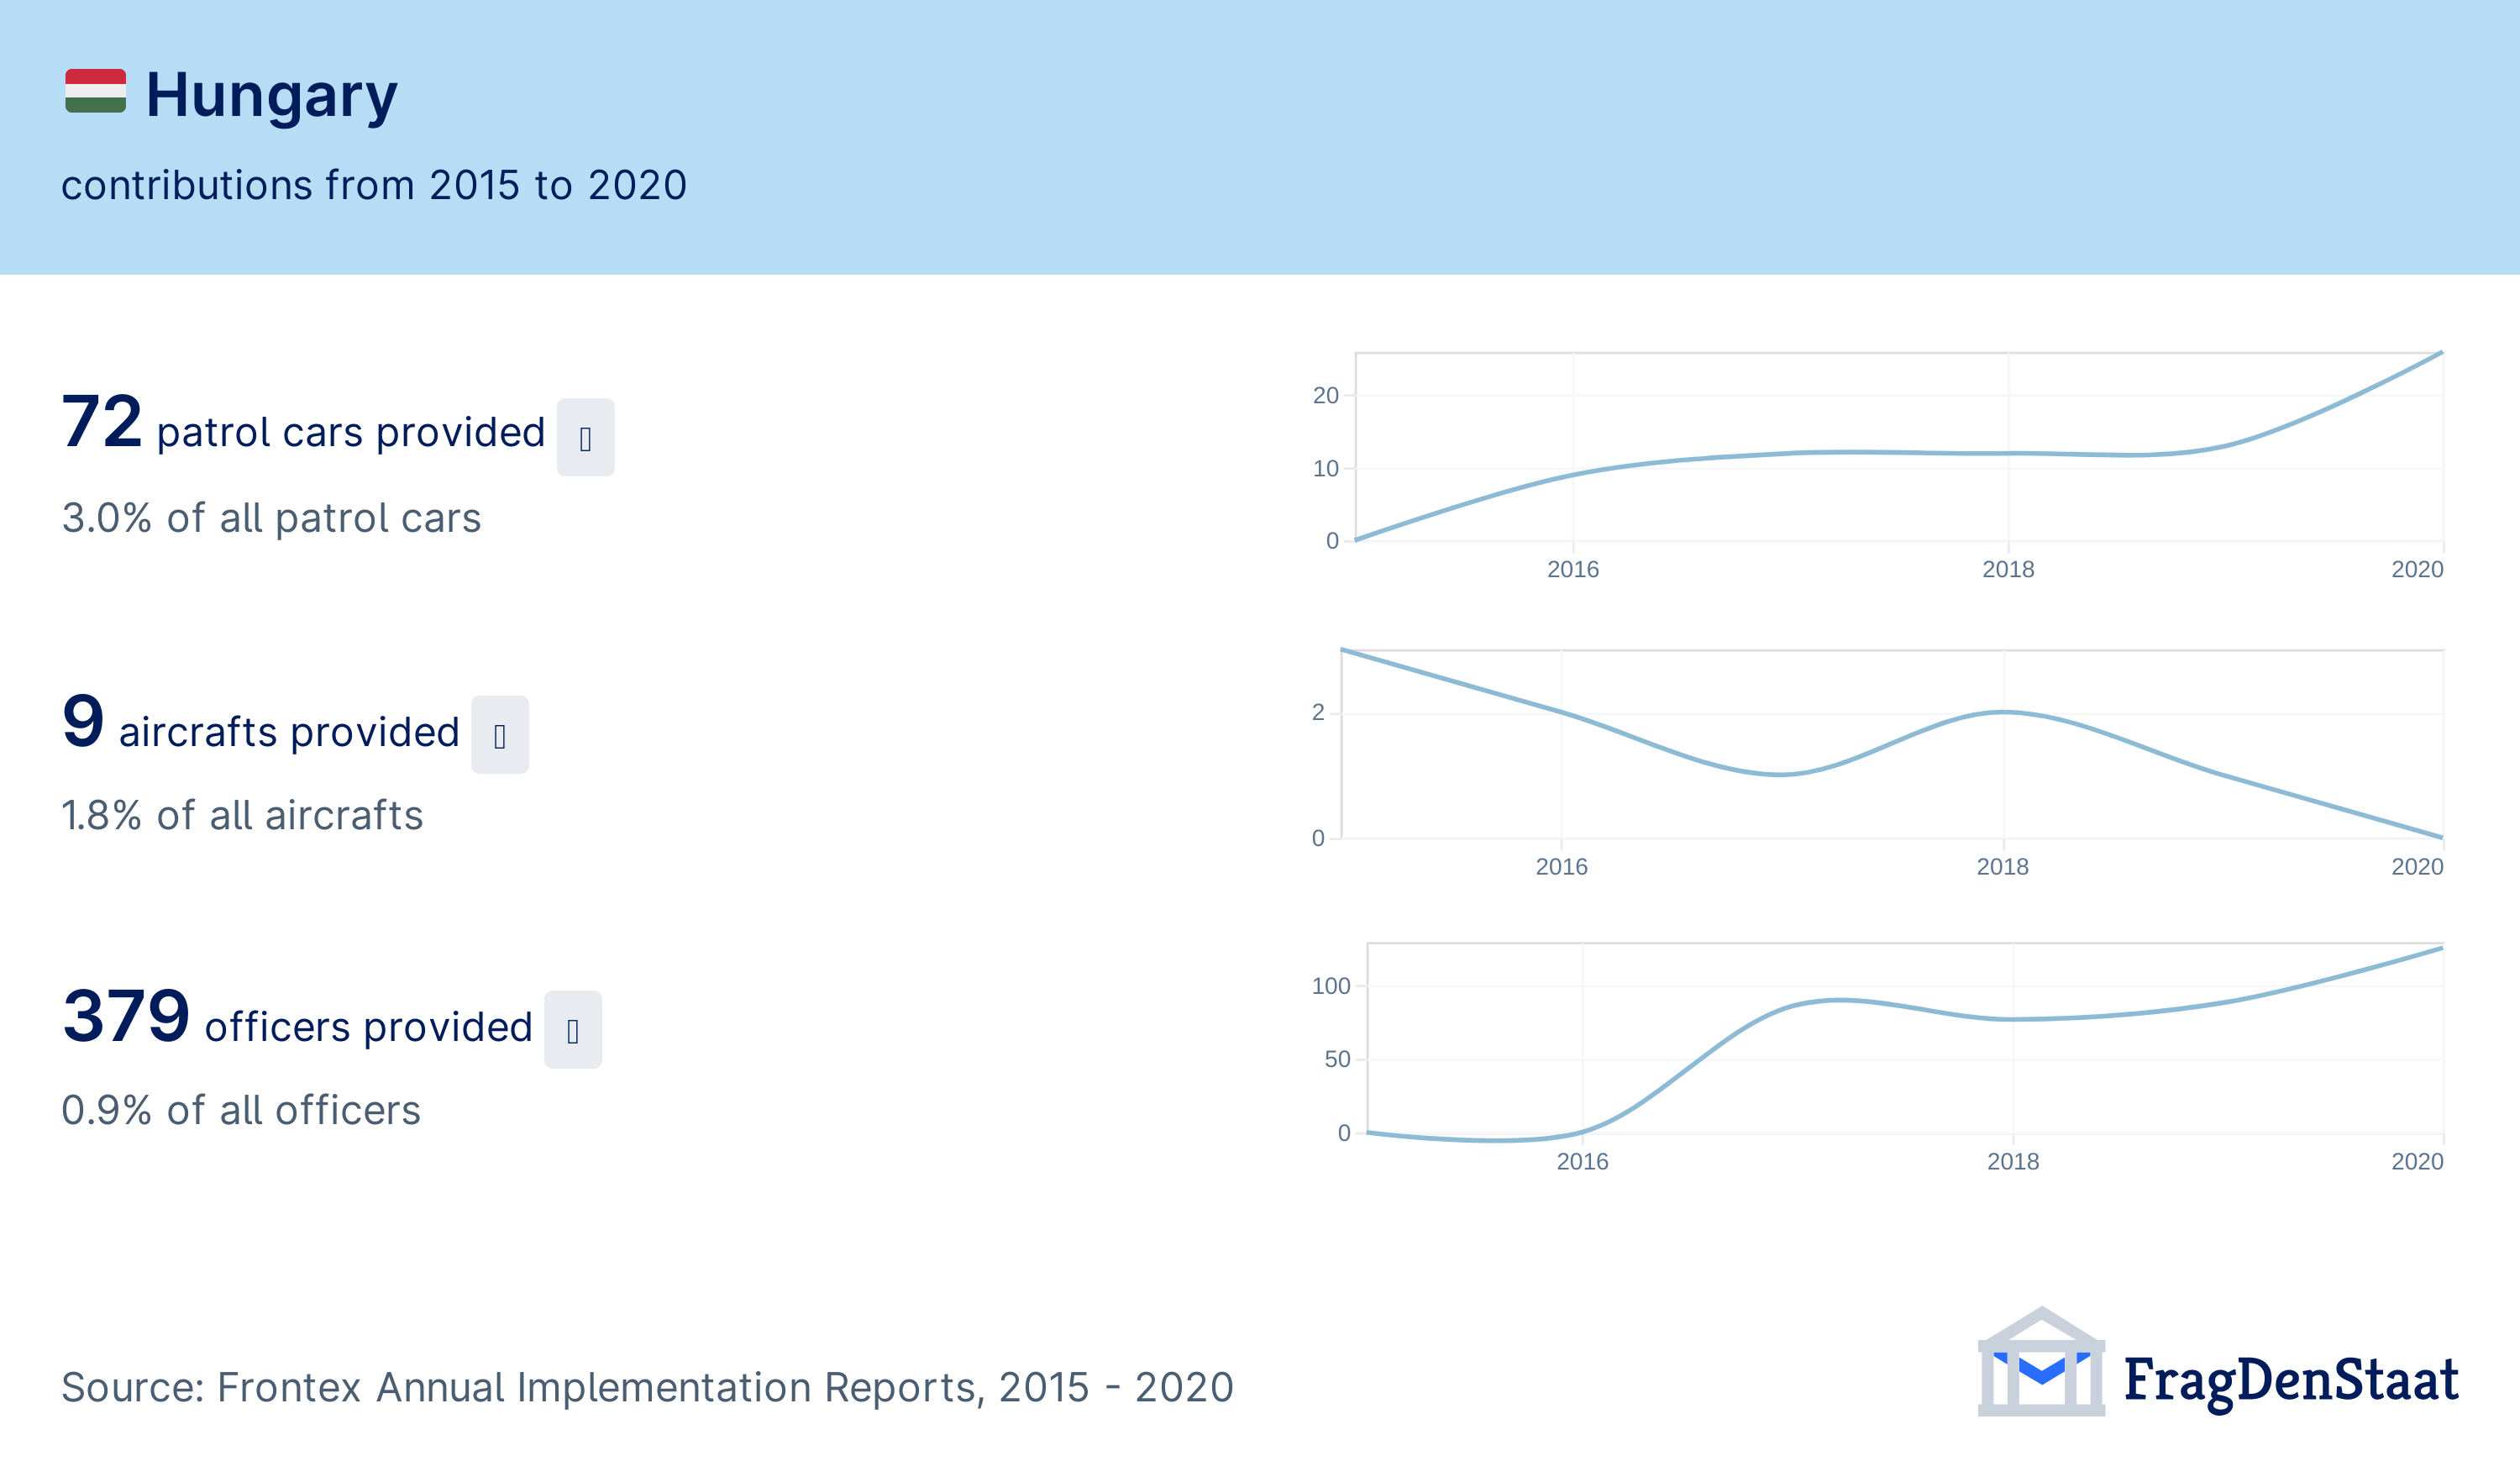 Hungary
contributions from 2015 to 2020
72 patrol cars provided
3.0% of all patrol cars
20
10
0
2016 2018 2020
9 aircrafts provided
1.8% of all aircrafts
2
0
2016 2018 2020
379 officers provided
0.9% of all officers
100
50
0
2016 2018 2020
Source: Frontex Annual Implementation Reports, 2015 - 2020
FragDenStaat